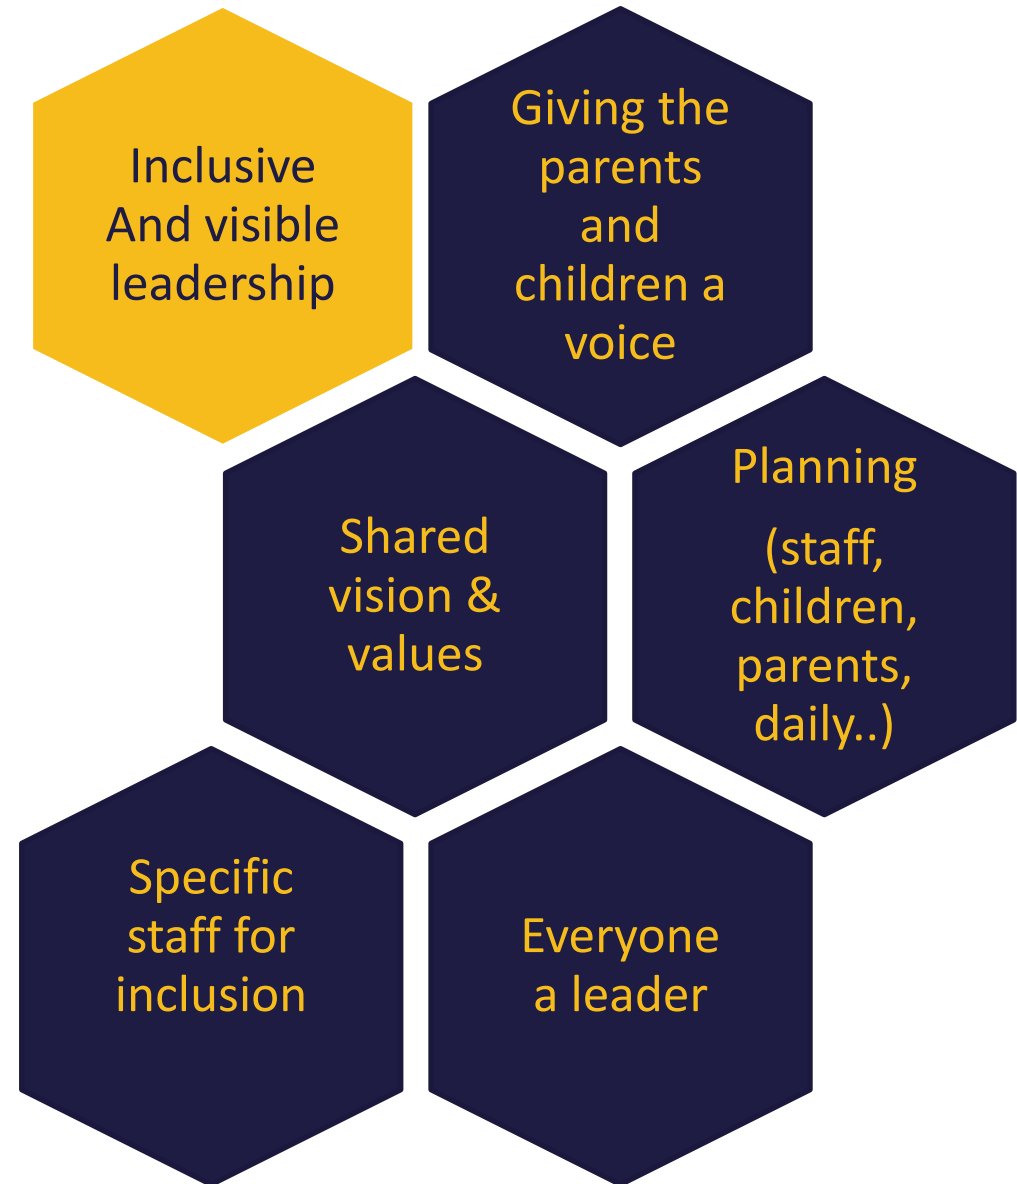 Inclusive
And visible
leadership
Giving the
parents
and
children a
voice
Shared
vision &
values
Planning
(staff,
children,
parents,
daily..)
Specific
staff for
inclusion
Everyone
a leader